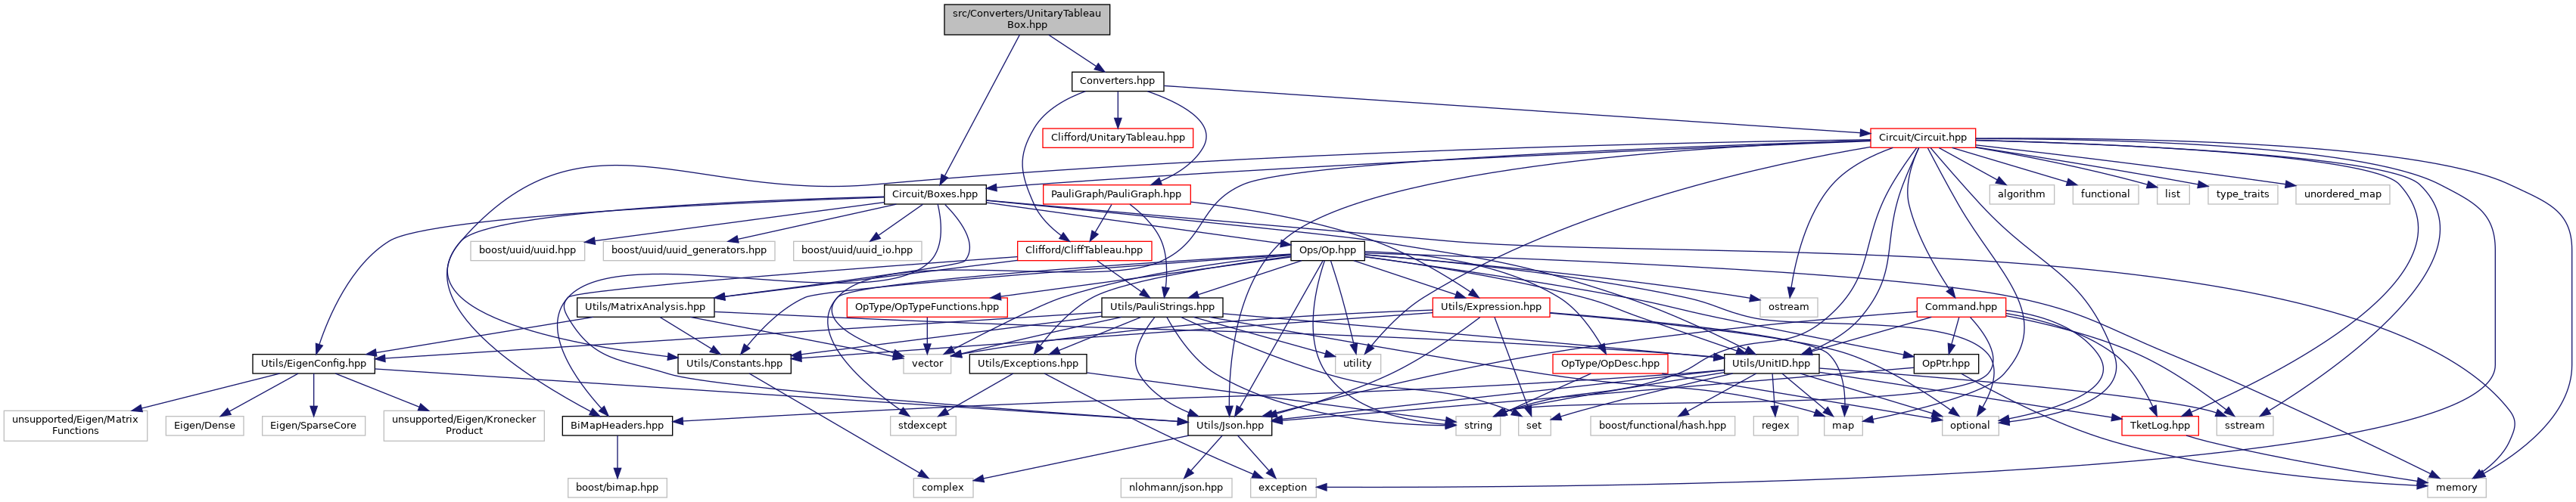 src/Converters/UnitaryTableau
Box.hpp
Converters.hpp
Clifford/UnitaryTableau.hpp
Circuit/Circuit.hpp
Circuit/Boxes.hpp
PauliGraph/PauliGraph.hpp
algorithm
functional
list
type_traits
unordered_map
boost/uuid/uuid.hpp
boost/uuid/uuid_generators.hpp
boost/uuid/uuid_io.hpp
Clifford/CliffTableau.hpp
Ops/Op.hpp
Utils/MatrixAnalysis.hpp
OpType/OpTypeFunctions.hpp
Utils/PauliStrings.hpp
Utils/Expression.hpp
ostream
Command.hpp
Utils/EigenConfig.hpp
Utils/Constants.hpp
vector
Utils/Exceptions.hpp
utility
OpType/OpDesc.hpp
Utils/UnitID.hpp
OpPtr.hpp
unsupported/Eigen/Matrix
Functions
Eigen/Dense
Eigen/SparseCore
unsupported/Eigen/Kronecker
Product
BiMapHeaders.hpp
stdexcept
Utils/Json.hpp
string
set
boost/functional/hash.hpp
regex
map
optional
TketLog.hpp
sstream
boost/bimap.hpp
complex
nlohmann/json.hpp
exception
memory